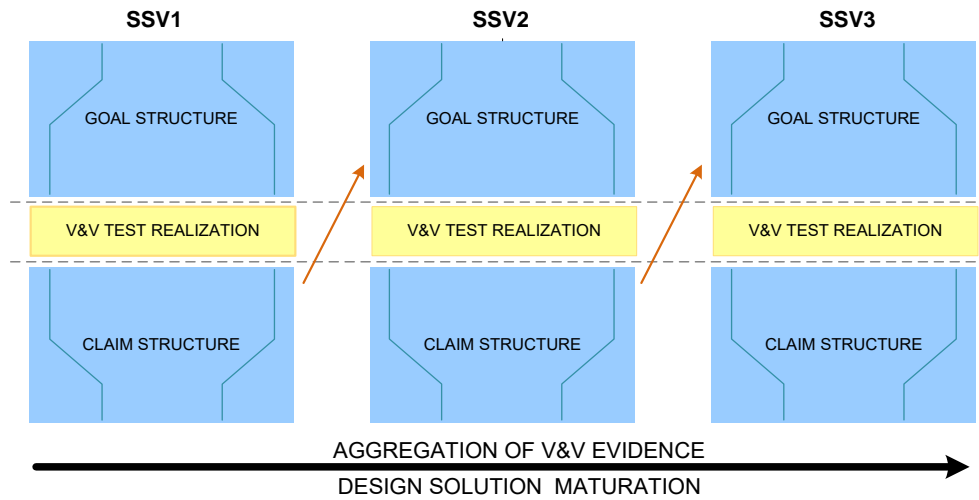 SSV1
SSV2
SSV3
GOAL STRUCTURE
GOAL STRUCTURE
GOAL STRUCTURE
V&V TEST REALIZATION
V&V TEST REALIZATION
V&V TEST REALIZATION
CLAIM STRUCTURE
CLAIM STRUCTURE
CLAIM STRUCTURE
AGGREGATION OF V&V EVIDENCE
DESIGN SOLUTION MATURATION